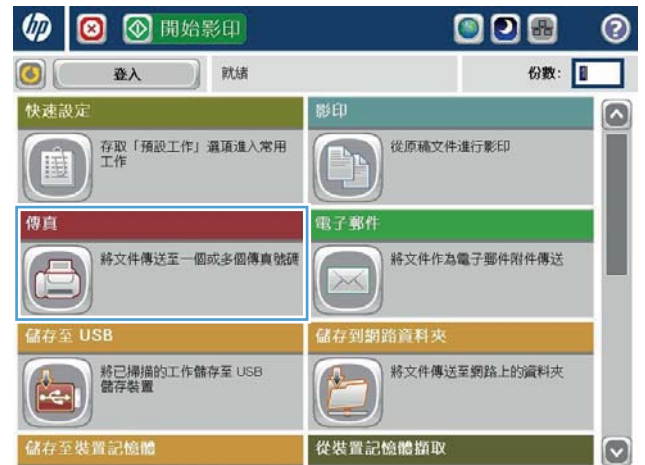 hp 開始影印 ?
登入 就緒 份數:
快速設定 影印
存取「預設工作」選項進入常用
工作
從原稿文件進行影印
傳真 電子郵件
將文件傳送至一個或多個傳真號碼
將文件作為電子郵件附件傳送
儲存至 USB 儲存到網路資料夾
將已掃描的工作儲存至 USB
儲存裝置
將文件傳送至網路上的資料夾
儲存至裝置記憶體 從裝置記憶體擷取